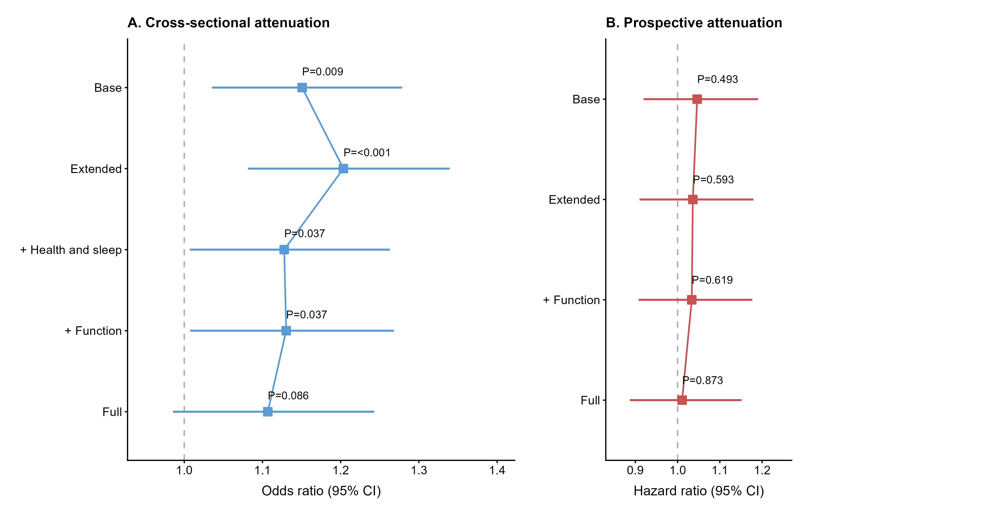 A. Cross-sectional attenuation
Base
P=0.009
Extended
P=<0.001
+ Health and sleep
P=0.037
+ Function
P=0.037
Full
P=0.086
1.0 1.1 1.2 1.3 1.4
Odds ratio (95% CI)
B. Prospective attenuation
Base
P=0.493
Extended
P=0.593
+ Function
P=0.619
Full
P=0.873
0.9 1.0 1.1 1.2
Hazard ratio (95% CI)